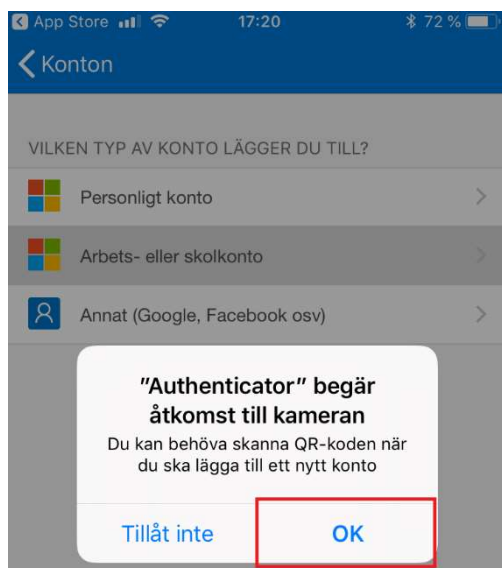 App Store 17:20 72 %
Konton
VILKEN TYP AV KONTO LÄGGER DU TILL?
Personligt konto
Arbets- eller skolkonto
Annat (Google, Facebook osv)
"Authenticator" begär
åtkomst till kameran
Du kan behöva skanna QR-koden när
du ska lägga till ett nytt konto
Tillåt inte OK